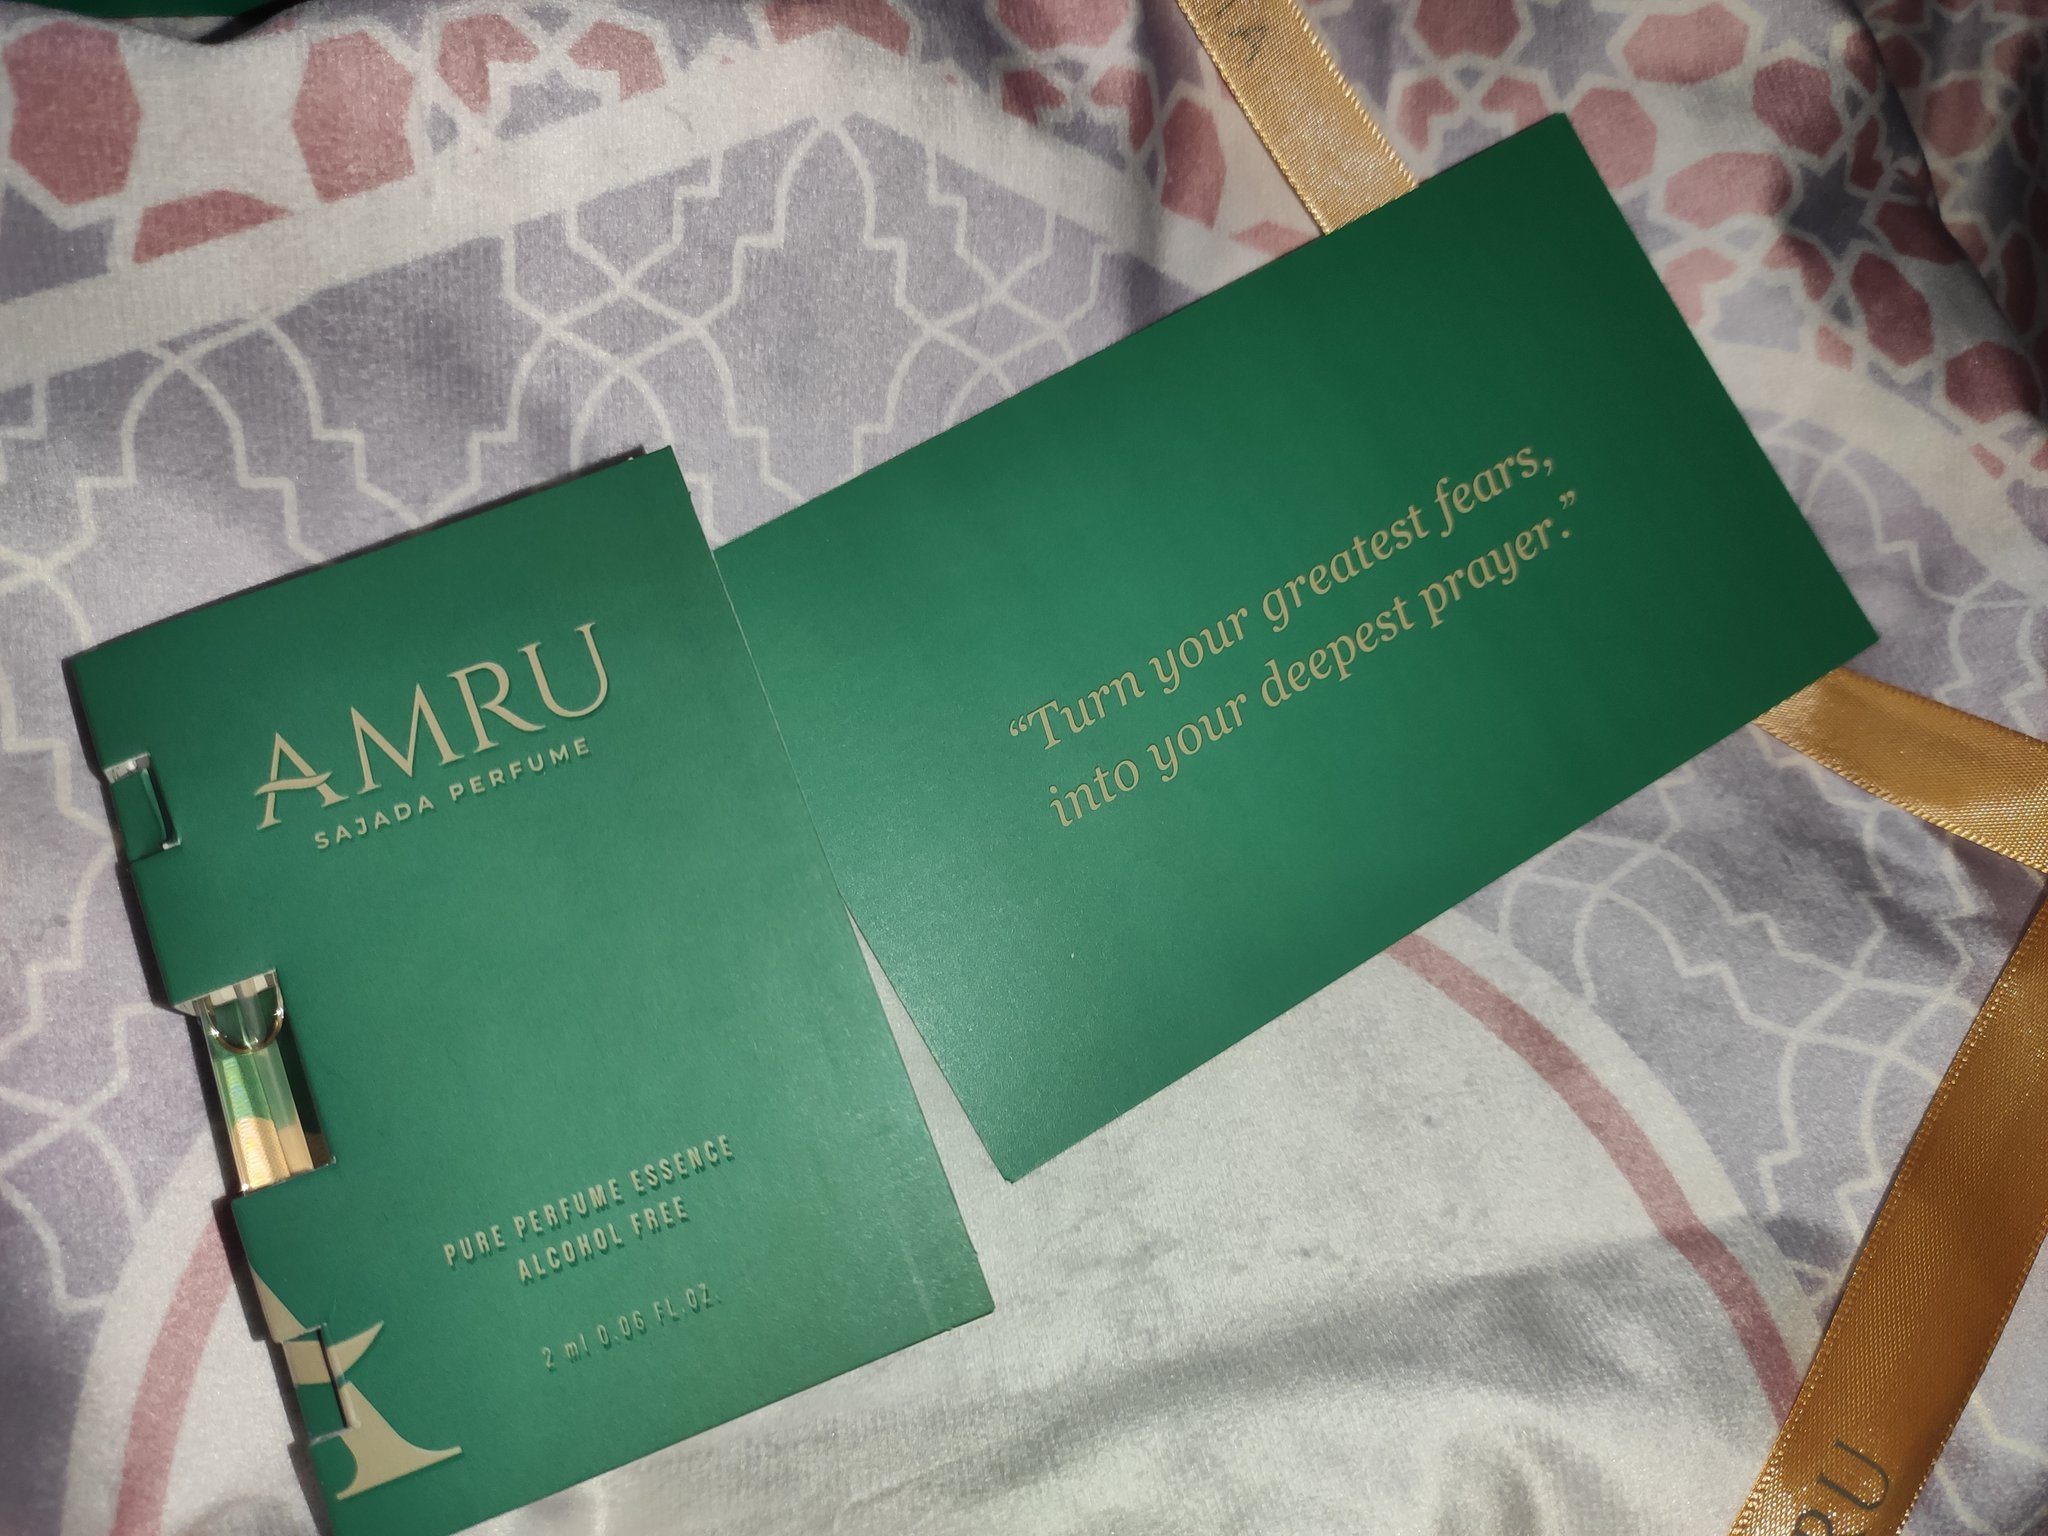 AMRU
SAJADA PERFUME
PURE PERFUME ESSENCE
ALCOHOL FREE
2 ml 0.06 FL.OZ.
“Turn your greatest fears,
into your deepest prayer.”